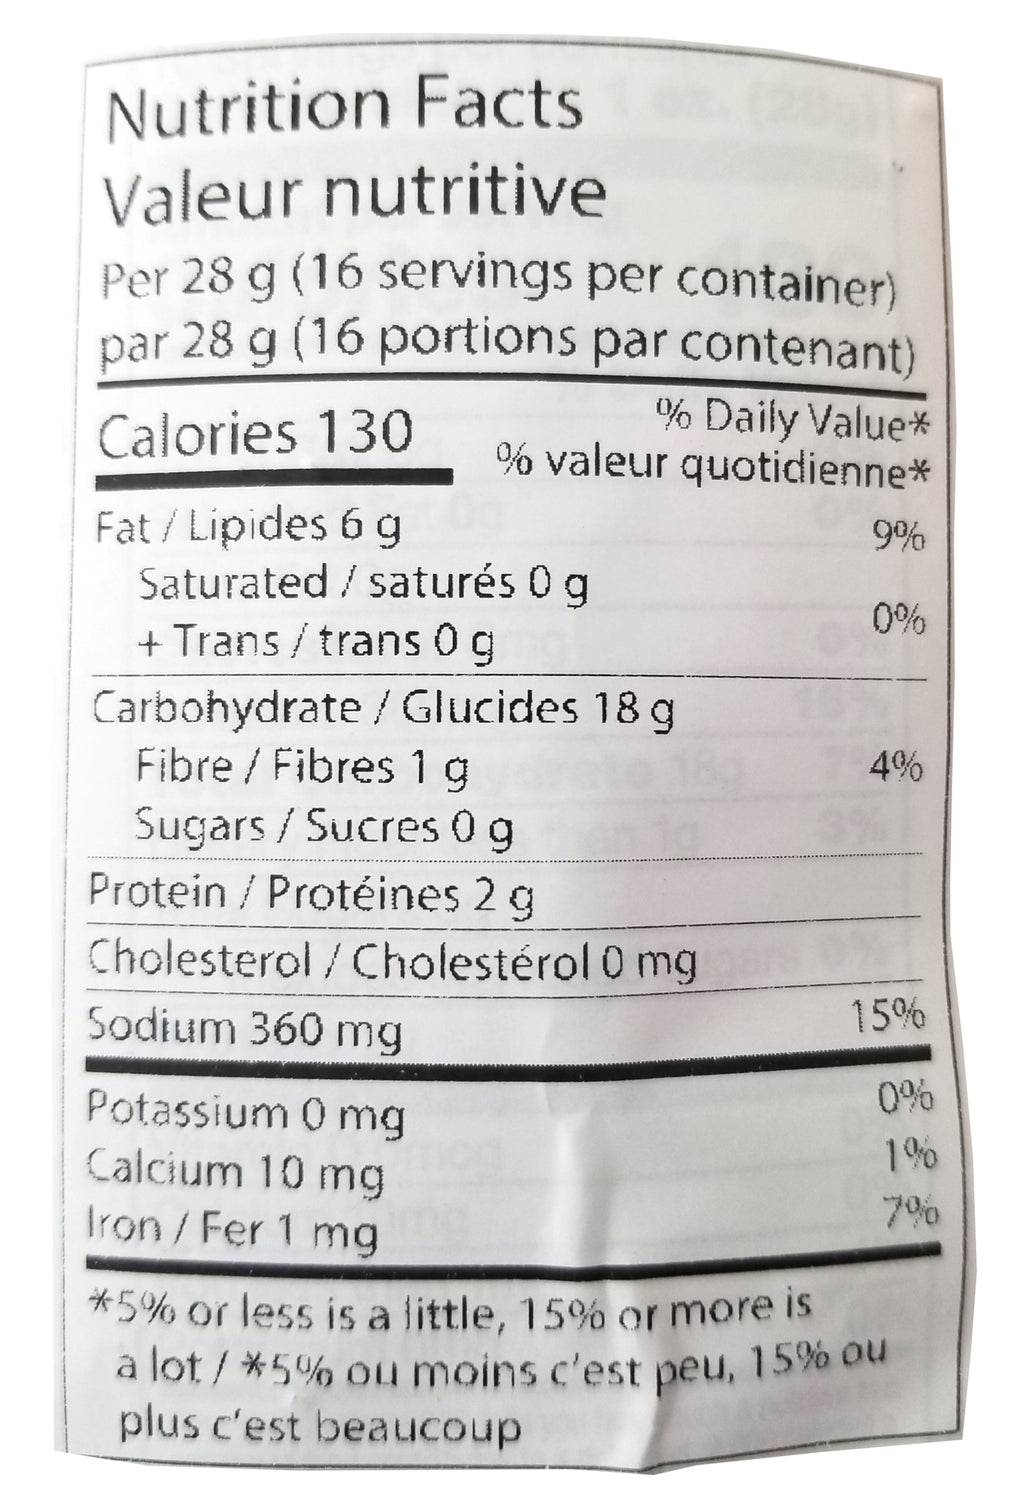 Nutrition Facts
Valeur nutritive
Per 28 g (16 servings per container)
par 28 g (16 portions par contenant)
Calories 130
% Daily Value*
% valeur quotidienne*
Fat / Lipides 6 g 9%
Saturated / saturés 0 g
+ Trans / trans 0 g 0%
Carbohydrate / Glucides 18 g
Fibre / Fibres 1 g 4%
Sugars / Sucres 0 g
Protein / Protéines 2 g
Cholesterol / Cholestérol 0 mg
Sodium 360 mg 15%
Potassium 0 mg 0%
Calcium 10 mg 1%
Iron / Fer 1 mg 7%
*5% or less is a little, 15% or more is
a lot / *5% ou moins c'est peu, 15% ou
plus c'est beaucoup